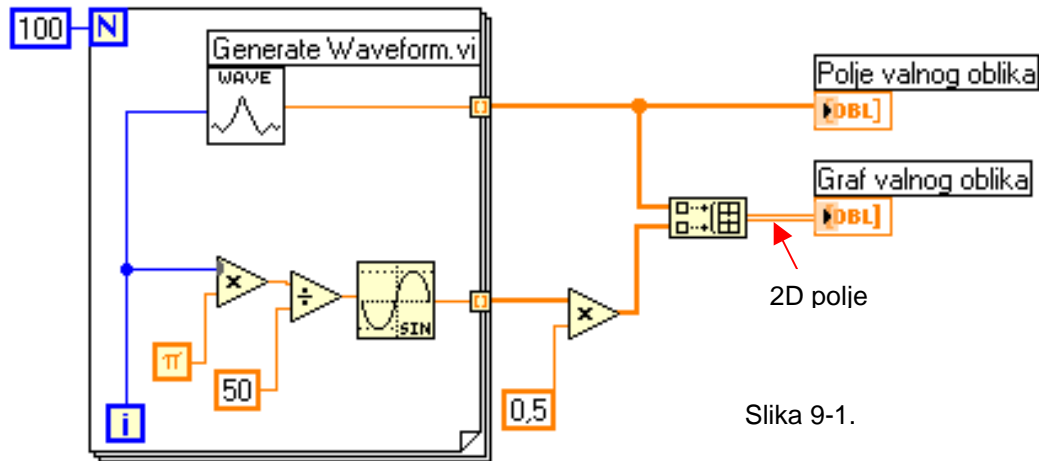 100
N
Generate Waveform.vi
WAVE
Polje valnog oblika
[DBL]
Graf valnog oblika
[DBL]
2D polje
SIN
π
50
0,5
i
Slika 9-1.